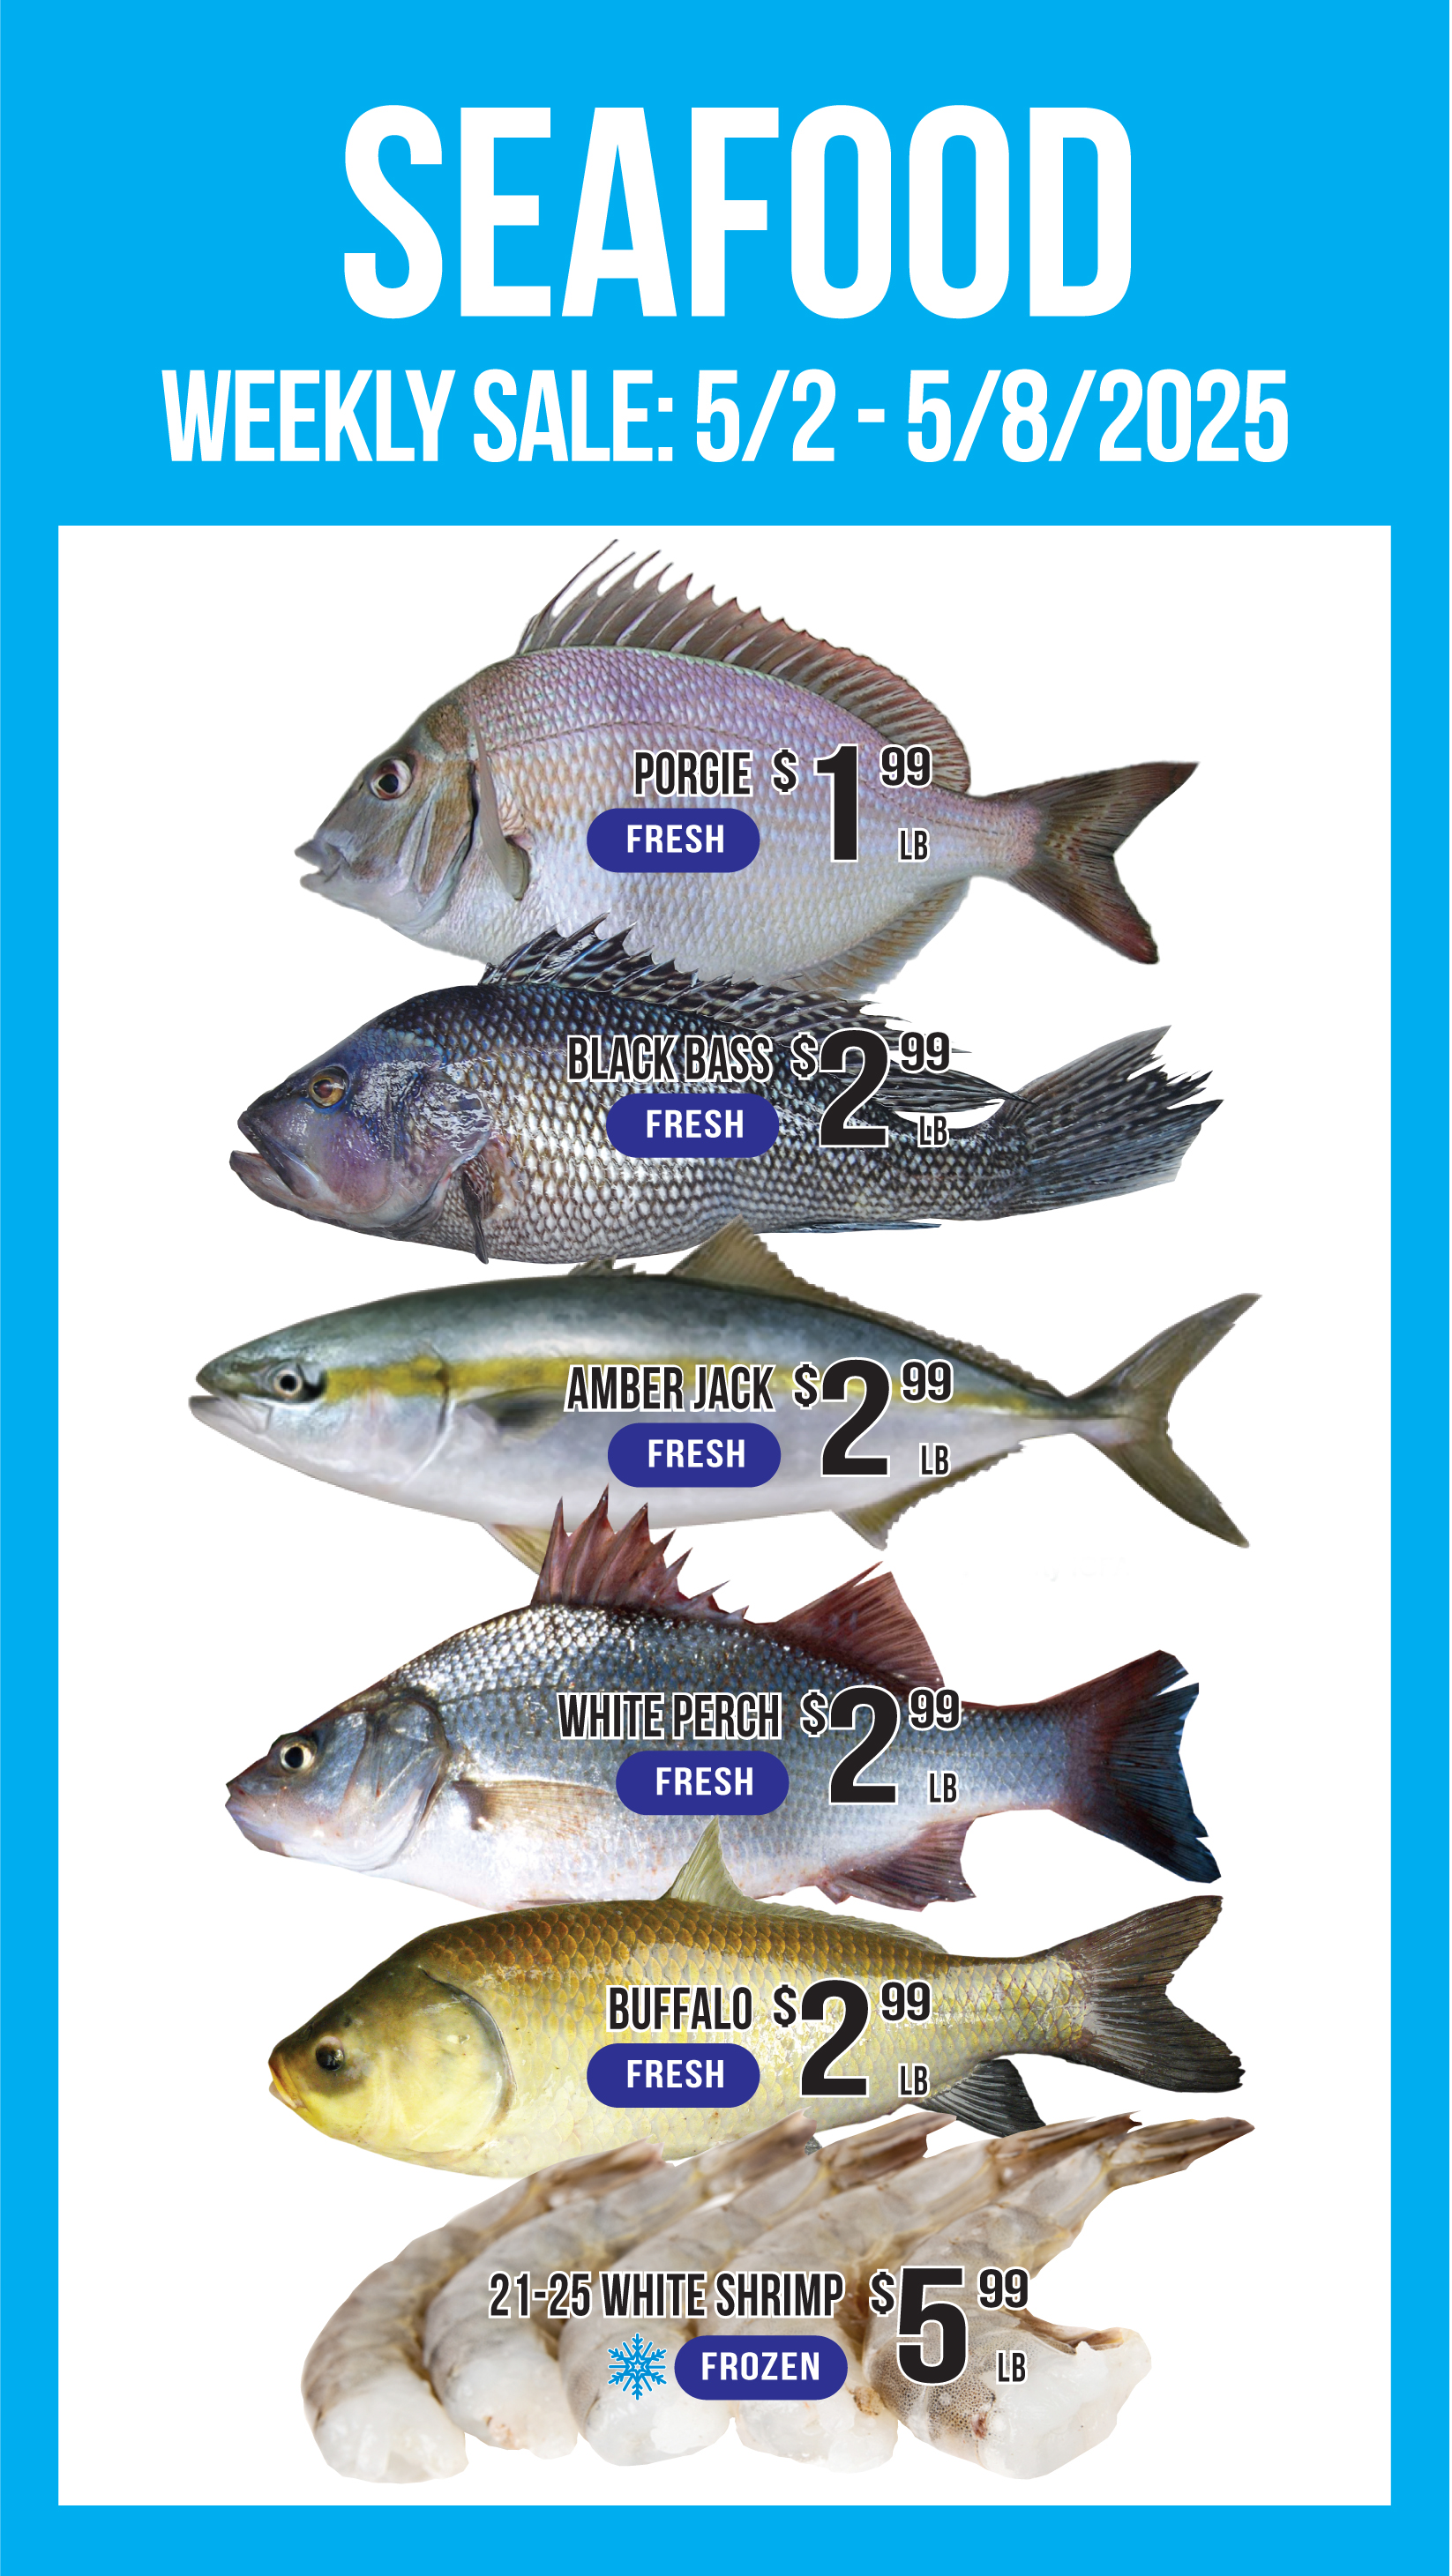 SEAFOOD
WEEKLY SALE: 5/2 - 5/8/2025
PORGIE $1 99 LB
FRESH
BLACK BASS $2 99 LB
FRESH
AMBER JACK $2 99 LB
FRESH
WHITE PERCH $2 99 LB
FRESH
BUFFALO $2 99 LB
FRESH
21-25 WHITE SHRIMP $5 99 LB
FROZEN